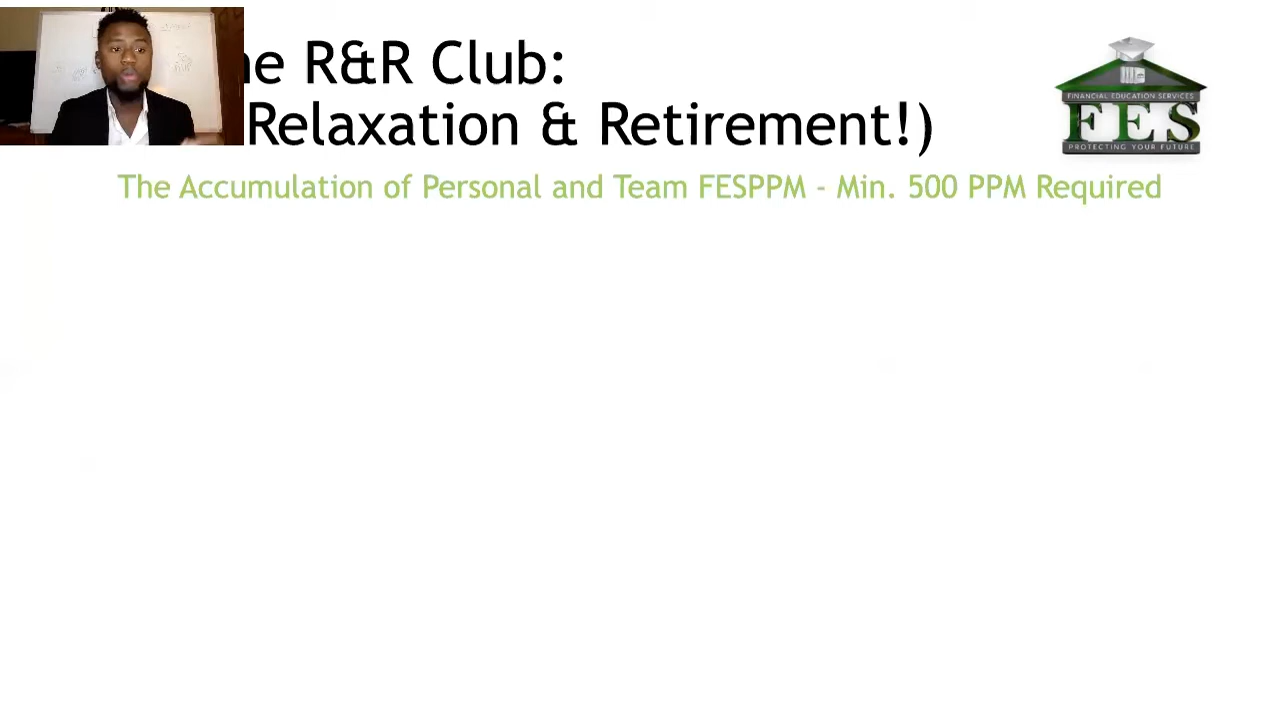 R&R Club:
Relaxation & Retirement!)
FINANCIAL EDUCATION SERVICES
FES
PROTECTING YOUR FUTURE
The Accumulation of Personal and Team FESPPM - Min. 500 PPM Required